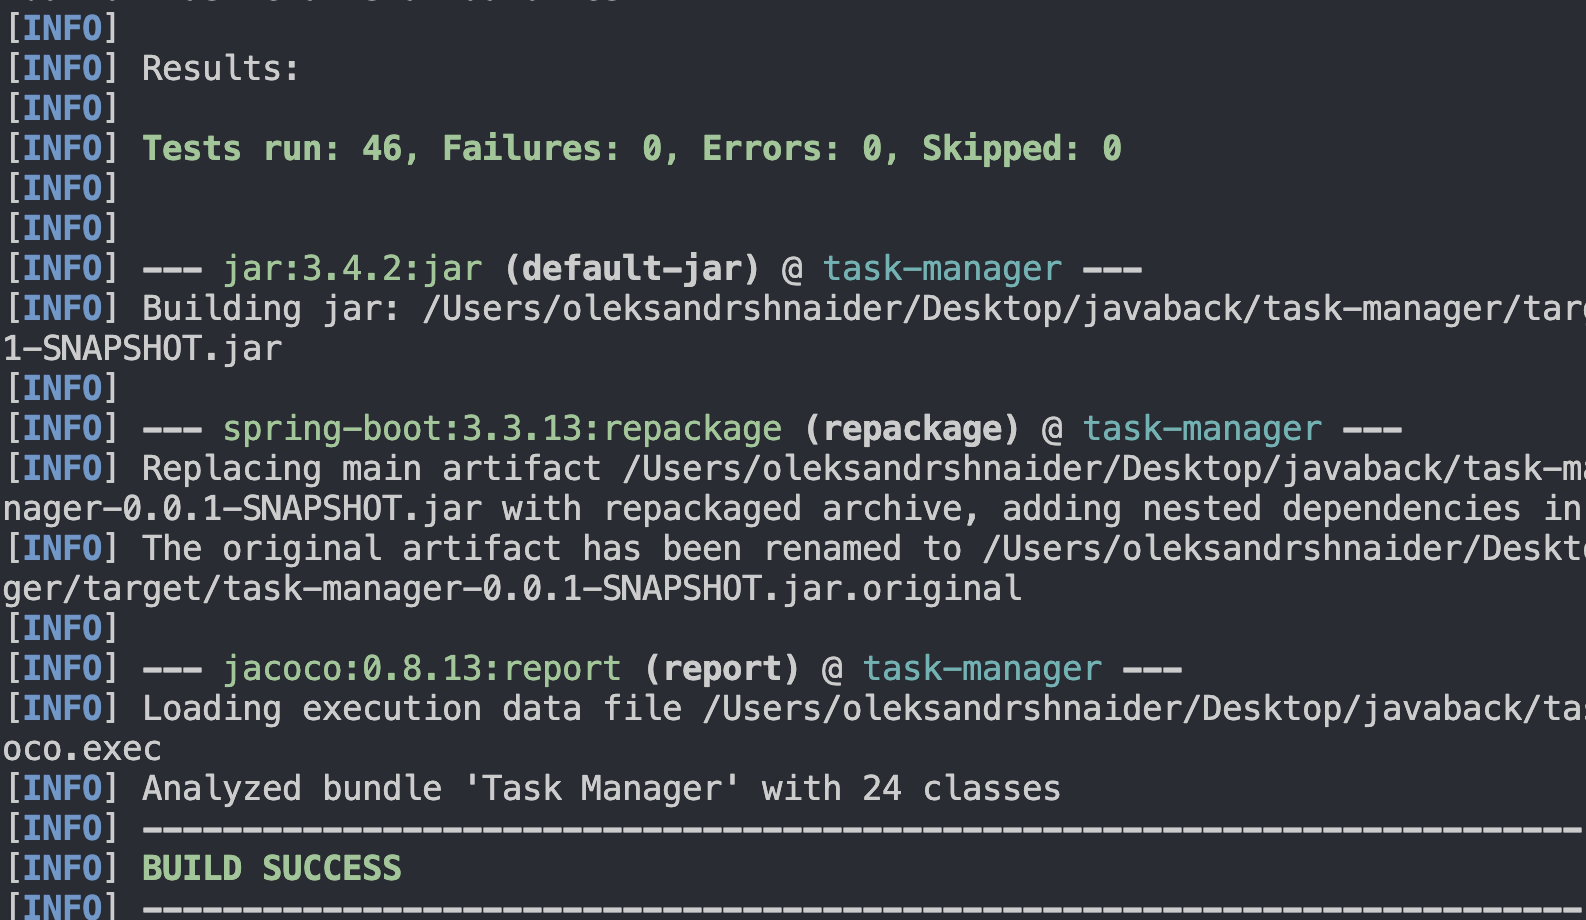 [INFO]
[INFO] Results:
[INFO]
[INFO] Tests run: 46, Failures: 0, Errors: 0, Skipped: 0
[INFO]
[INFO]
[INFO] --- jar:3.4.2:jar (default-jar) @ task-manager ---
[INFO] Building jar: /Users/oleksandrshnaider/Desktop/javaback/task-manager/tar
1-SNAPSHOT.jar
[INFO]
[INFO] --- spring-boot:3.3.13:repackage (repackage) @ task-manager ---
[INFO] Replacing main artifact /Users/oleksandrshnaider/Desktop/javaback/task-m
nager-0.0.1-SNAPSHOT.jar with repackaged archive, adding nested dependencies in
[INFO] The original artifact has been renamed to /Users/oleksandrshnaider/Deskt
ger/target/task-manager-0.0.1-SNAPSHOT.jar.original
[INFO]
[INFO] --- jacoco:0.8.13:report (report) @ task-manager ---
[INFO] Loading execution data file /Users/oleksandrshnaider/Desktop/javaback/ta
oco.exec
[INFO] Analyzed bundle 'Task Manager' with 24 classes
[INFO] ------------------------------------------------------------------------
[INFO] BUILD SUCCESS
[INFO] ------------------------------------------------------------------------